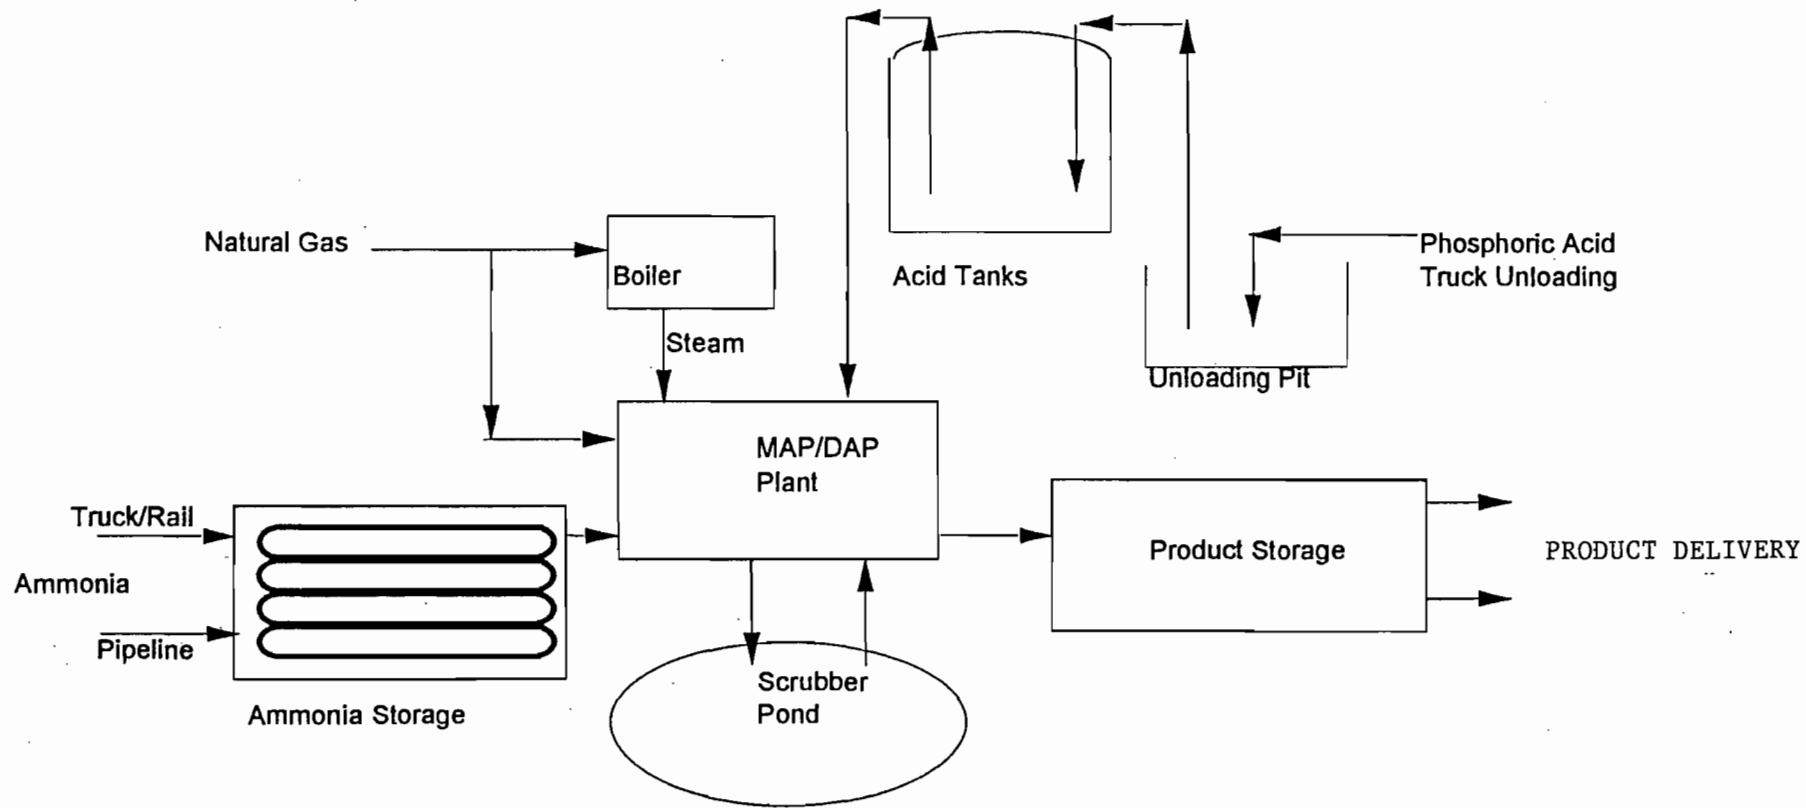 Natural Gas
Boiler
Steam
Acid Tanks
Phosphoric Acid
Truck Unloading
Unloading Pit
MAP/DAP
Plant
Truck/Rail
Ammonia
Pipeline
Ammonia Storage
Scrubber
Pond
Product Storage
PRODUCT DELIVERY